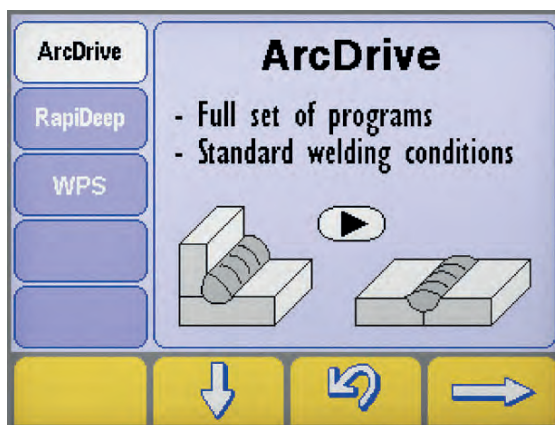 ArcDrive
RapiDeep
WPS
ArcDrive
- Full set of programs
- Standard welding conditions